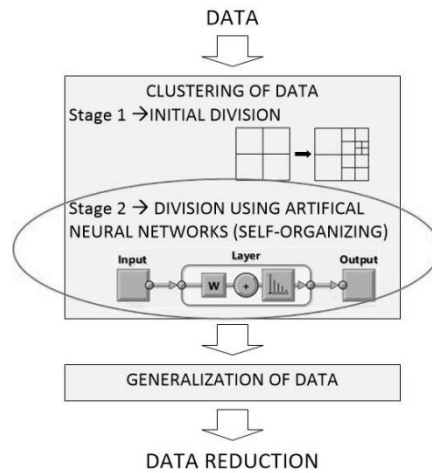 DATA
CLUSTERING OF DATA
Stage 1 →INITIAL DIVISION
Stage 2 → DIVISION USING ARTIFICAL
NEURAL NETWORKS (SELF-ORGANIZING)
Input
Layer
Output
W
+
GENERALIZATION OF DATA
DATA REDUCTION